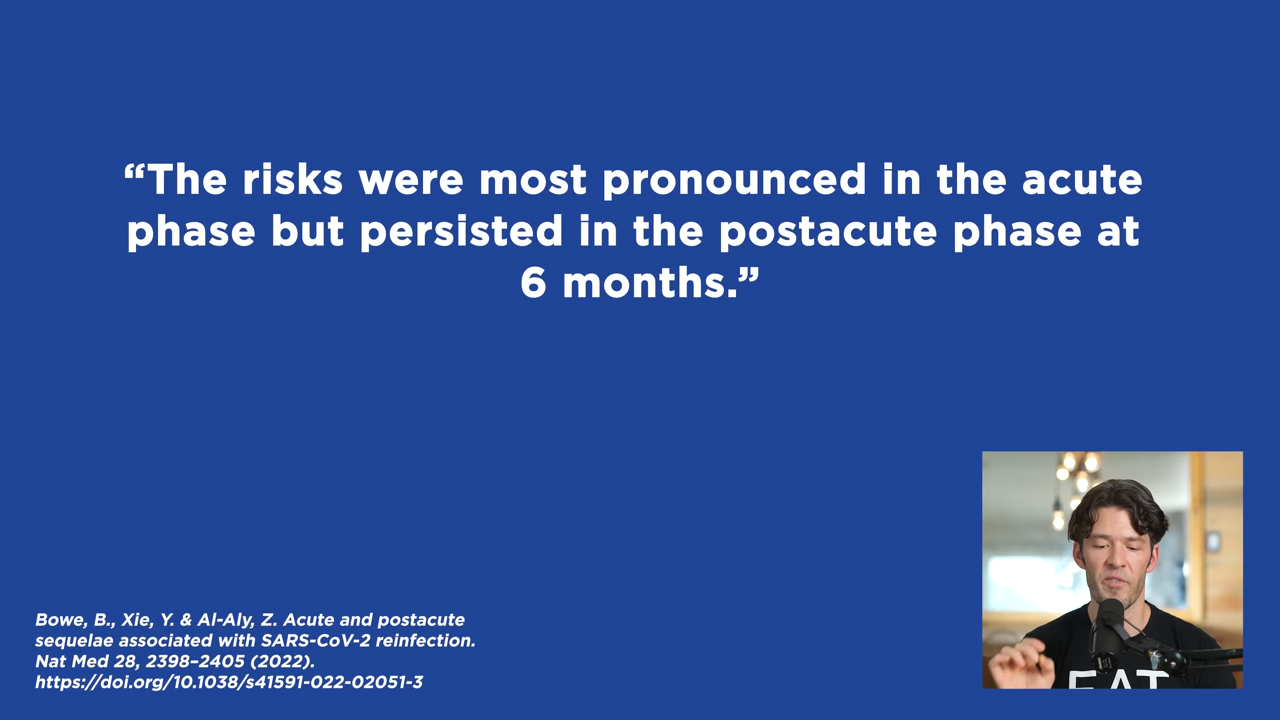 “The risks were most pronounced in the acute
phase but persisted in the postacute phase at
6 months.”
Bowe, B., Xie, Y. & Al-Aly, Z. Acute and postacute
sequelae associated with SARS-CoV-2 reinfection.
Nat Med 28, 2398–2405 (2022).
https://doi.org/10.1038/s41591-022-02051-3
EAT